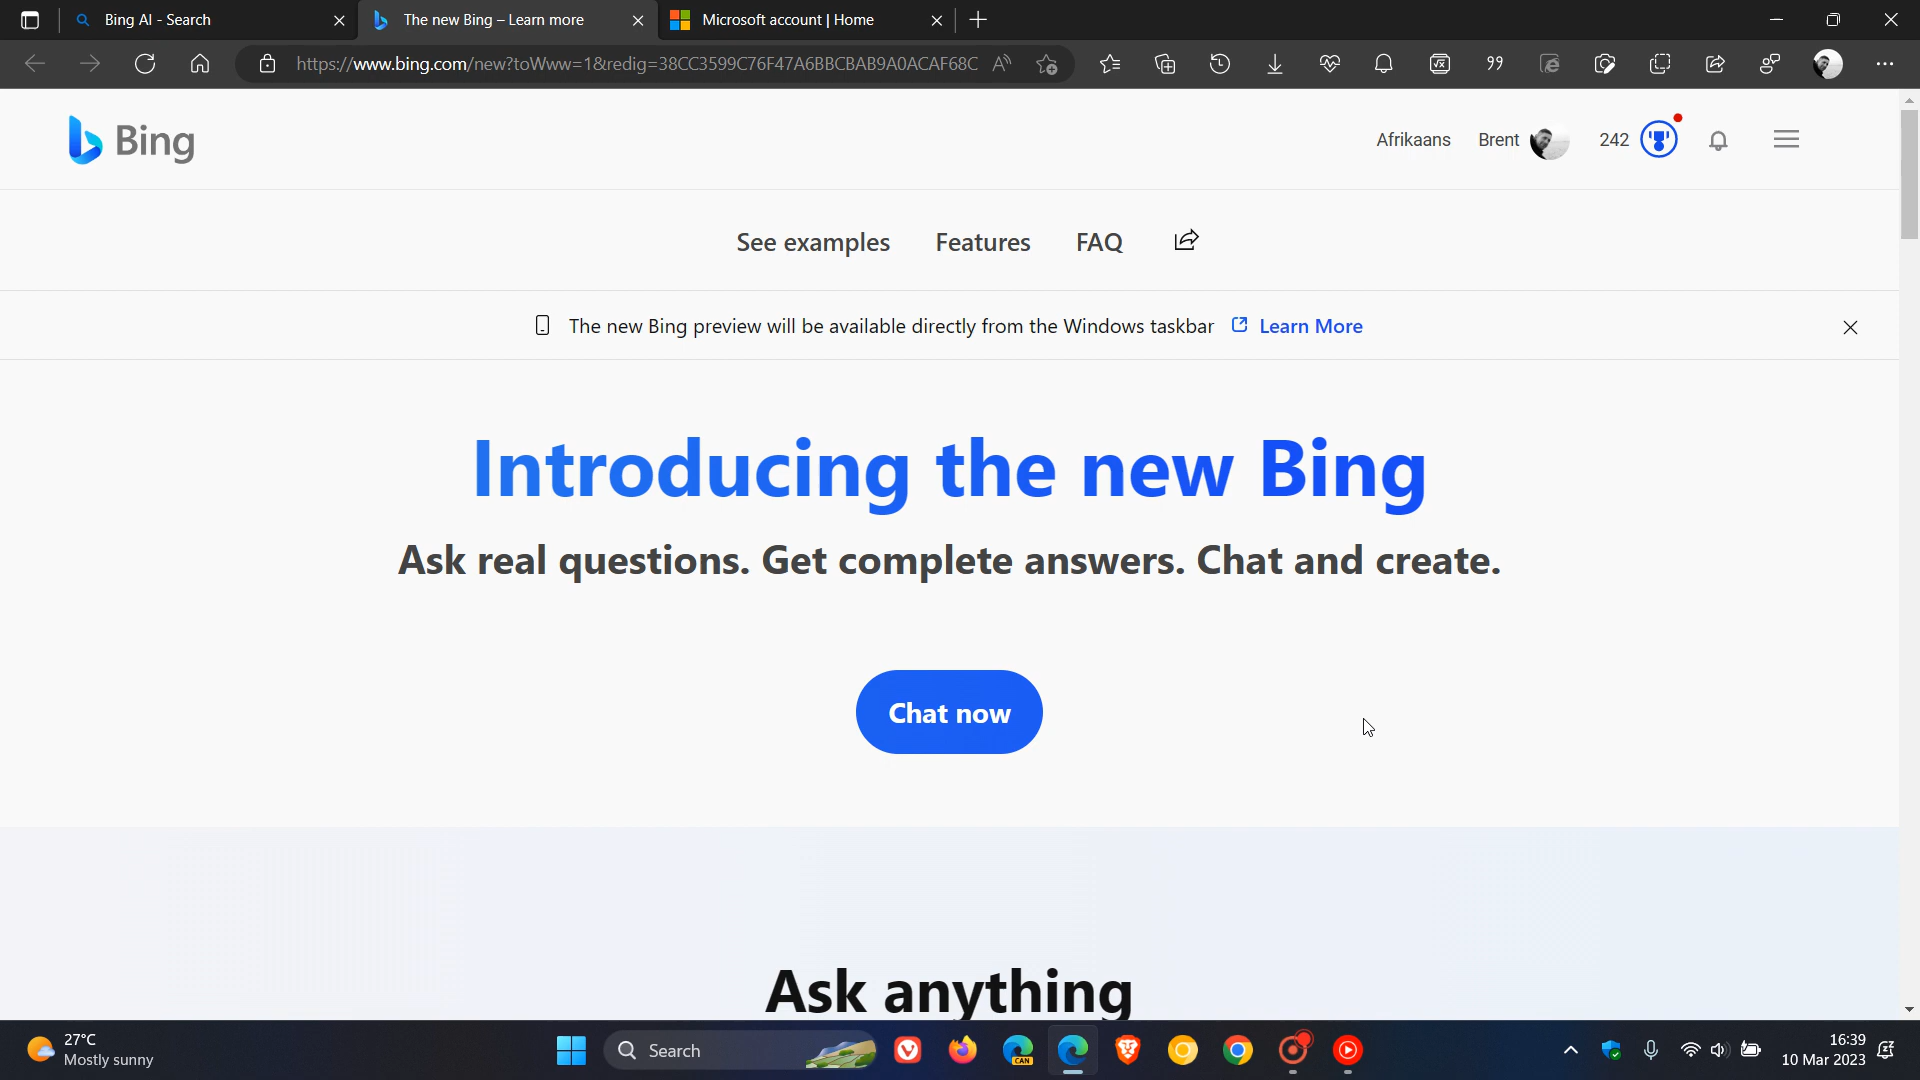 Bing AI - Search
The new Bing – Learn more
Microsoft account | Home
https://www.bing.com/new?toWww=1&redig=38CC3599C76F47A6BBCBAB9A0ACAF68C
Bing
Afrikaans
Brent
242
See examples
Features
FAQ
The new Bing preview will be available directly from the Windows taskbar
Learn More
Introducing the new Bing
Ask real questions. Get complete answers. Chat and create.
Chat now
Ask anything
27°C
Mostly sunny
Search
CAN
16:39
10 Mar 2023